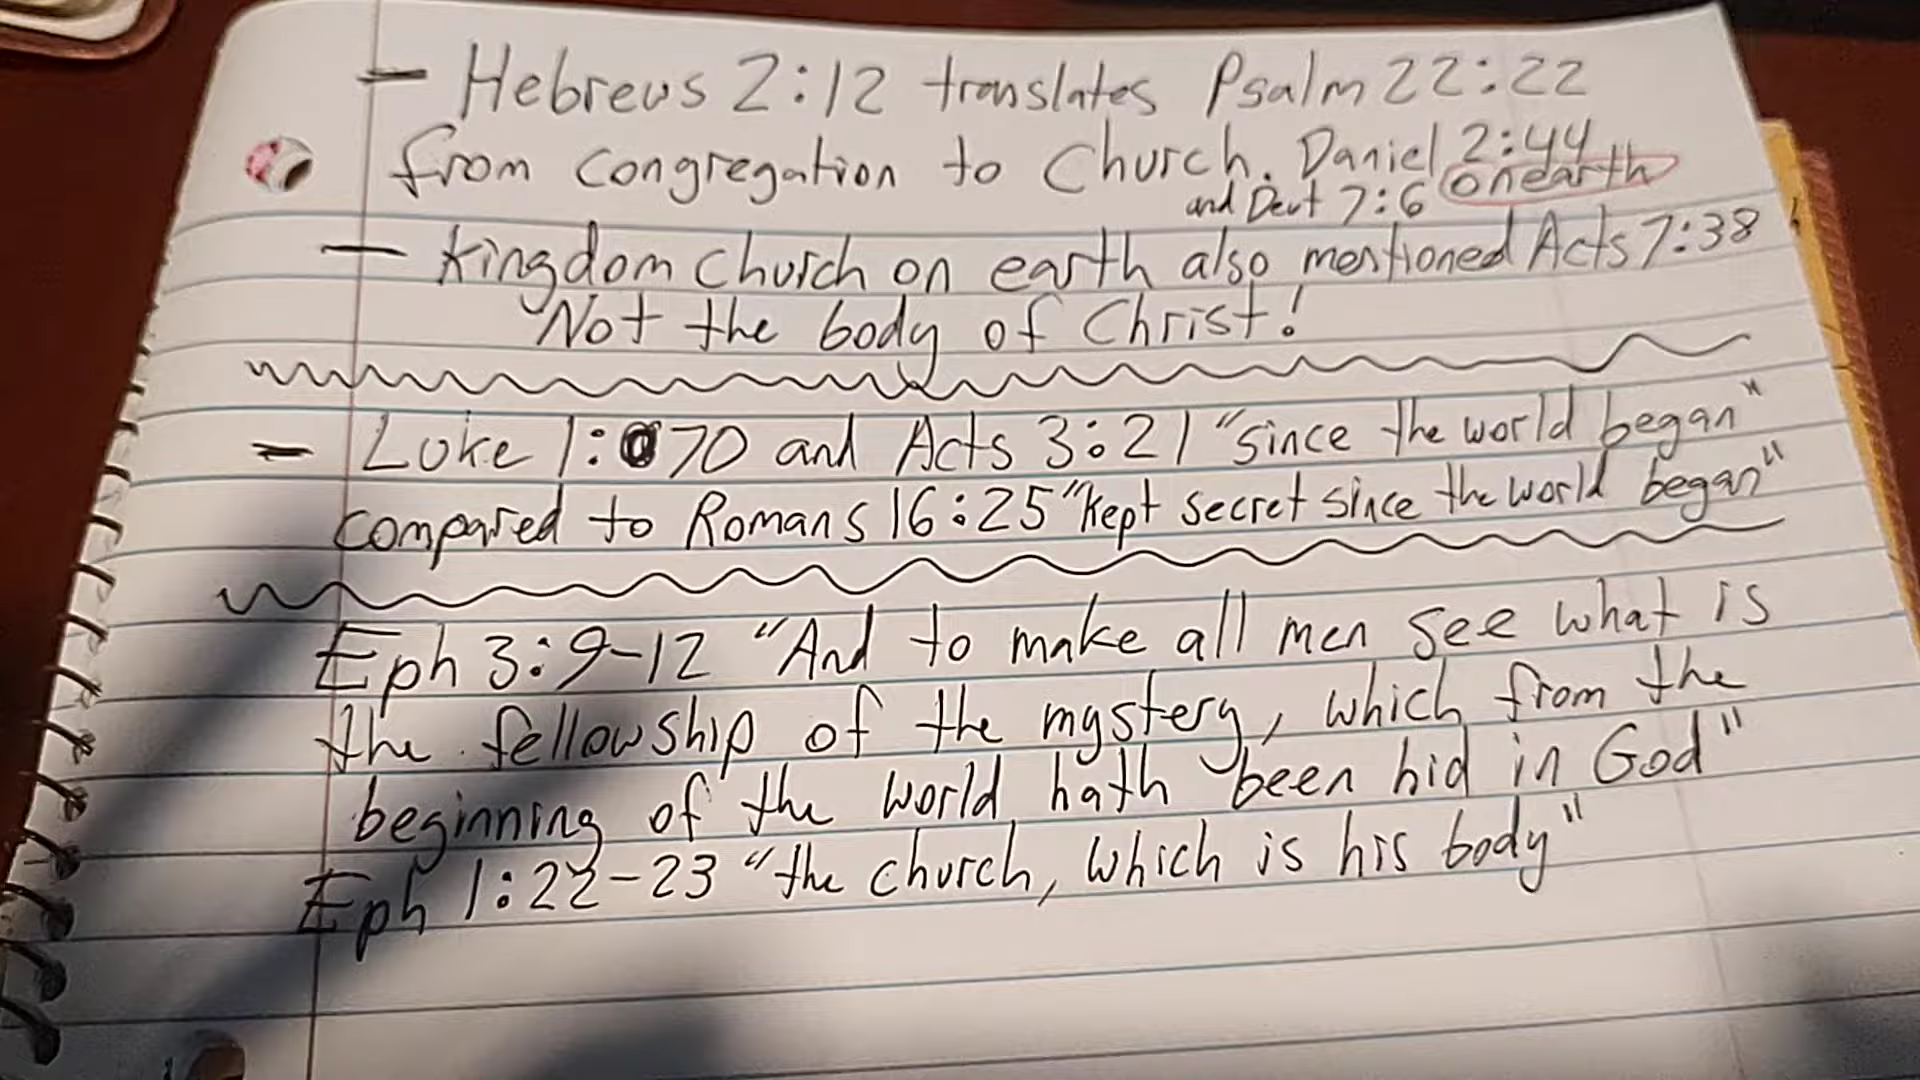 - Hebrews 2:12 translates Psalm 22:22
from congregation to Church. Daniel 2:44
and Deut 7:6 on earth
- Kingdom church on earth also mentioned Acts 7:38
Not the body of Christ!
- Luke 1:70 and Acts 3:21 "since the world began"
compared to Romans 16:25 "kept secret since the world began"
Eph 3:9-12 "And to make all men see what is
the fellowship of the mystery, which from the
beginning of the world hath been hid in God"
Eph 1:22-23 "the church, which is his body"